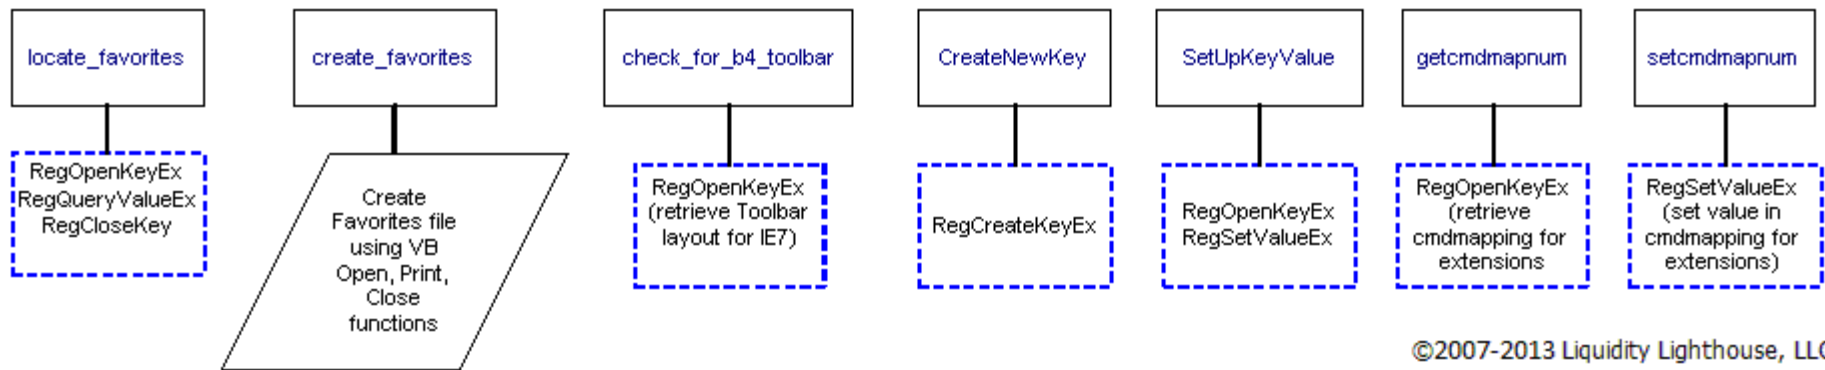 locate_favorites
create_favorites
check_for_b4_toolbar
CreateNewKey
SetUpKeyValue
getcmdmapnum
setcmdmapnum
RegOpenKeyEx
RegQueryValueEx
RegCloseKey
Create
Favorites file
using VB
Open, Print,
Close
functions
RegOpenKeyEx
(retrieve Toolbar
layout for IE7)
RegCreateKeyEx
RegOpenKeyEx
RegSetValueEx
RegOpenKeyEx
(retrieve
cmdmapping for
extensions
RegSetValueEx
(set value in
cmdmapping for
extensions)
©2007-2013 Liquidity Lighthouse, LLC